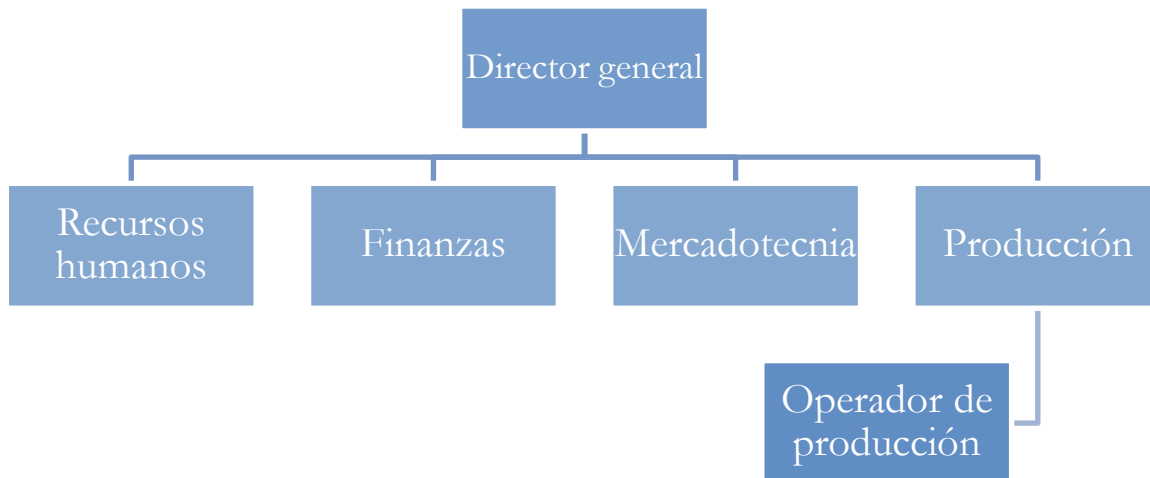 Director general
Recursos
humanos
Finanzas
Mercadotecnia
Producción
Operador de
producción